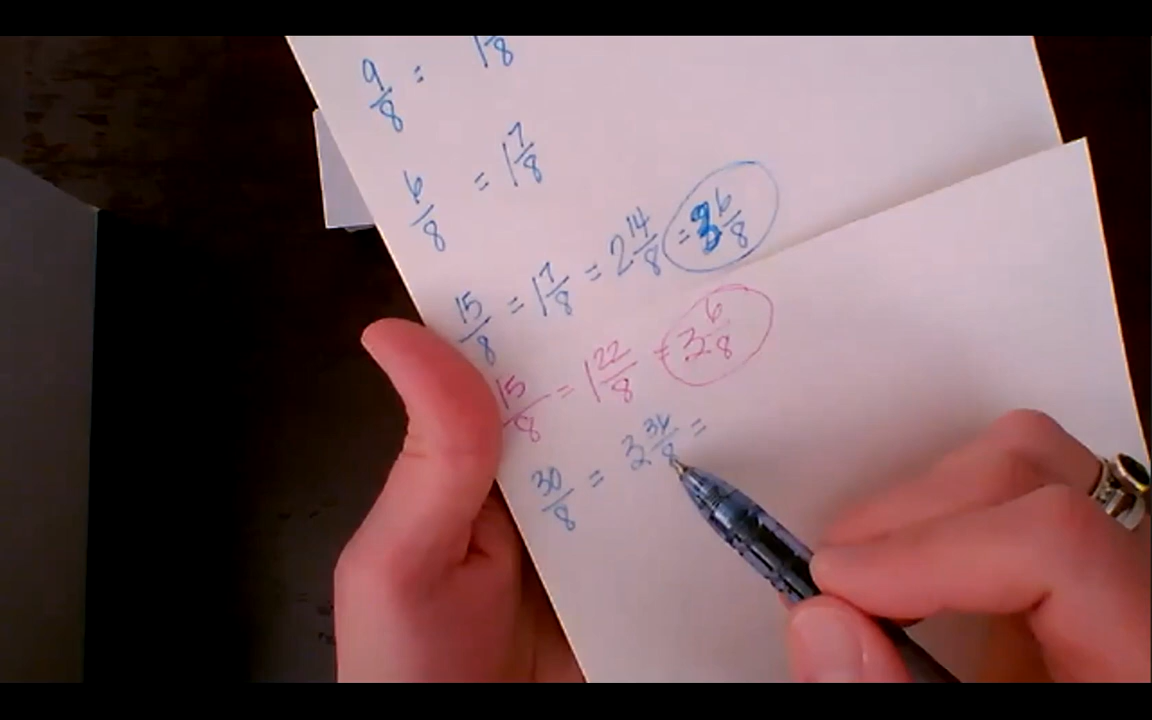 9/8 = 1 1/8
6/8 = 1 7/8
15/8 = 1 7/8 = 2 14/8 = 3 6/8
15/8 = 1 22/8 = 3 6/8
30/8 = 3 36/8 =